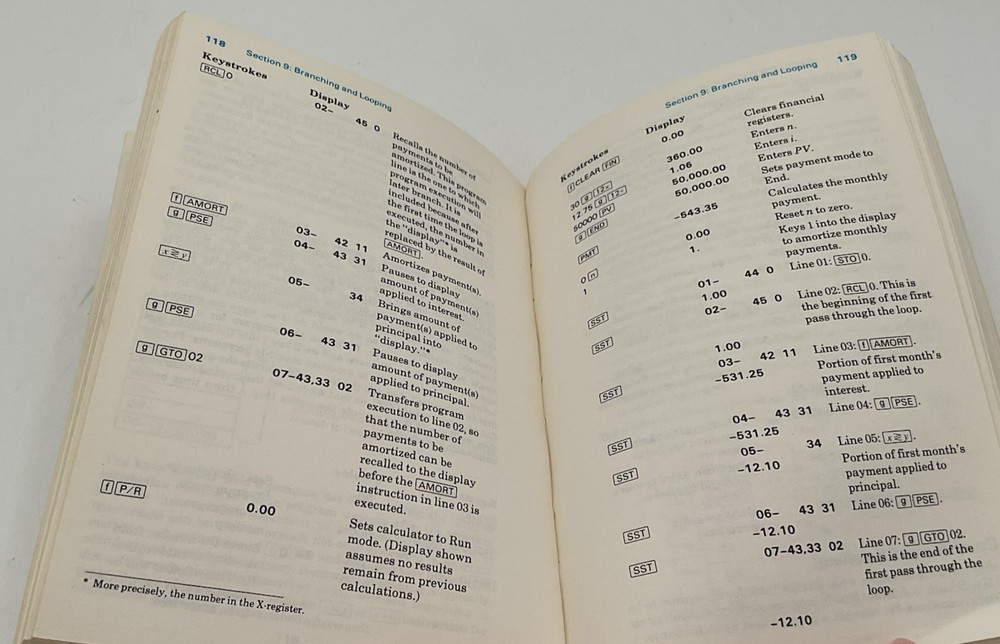 118 Section 9: Branching and Looping
Keystrokes Display
RCL 0 02– 45 0 Recalls the number of
payments to be
amortized. This program
line is the one to which
program execution will
later branch. It is
included because after
the first time the loop is
executed, the number in
the "display" is
replaced by the result of
AMORT.
f AMORT 03– 42 11 Amortizes payment(s).
g PSE 04– 43 31 Pauses to display
amount of payment(s)
applied to interest.
x≷y 05– 34 Brings amount of
payment(s) applied to
principal into
"display."*
g PSE 06– 43 31 Pauses to display
amount of payment(s)
applied to principal.
g GTO 02 07–43,33 02 Transfers program
execution to line 02, so
that the number of
payments to be
amortized can be
recalled to the display
before the AMORT
instruction in line 03 is
executed.
f P/R 0.00 Sets calculator to Run
mode. (Display shown
assumes no results
remain from previous
calculations.)
* More precisely, the number in the X-register.
Section 9: Branching and Looping 119
Keystrokes Display
f CLEAR FIN 0.00 Clears financial
registers.
30 g 12× 360.00 Enters n.
12.75 g 12÷ 1.06 Enters i.
50000 PV 50,000.00 Enters PV.
g END 50,000.00 Sets payment mode to
End.
PMT –543.35 Calculates the monthly
payment.
0 n 0.00 Reset n to zero.
1 1. Keys 1 into the display
to amortize monthly
payments.
SST 01– 44 0 Line 01: STO 0.
1.00
SST 02– 45 0 Line 02: RCL 0. This is
the beginning of the first
pass through the loop.
1.00
SST 03– 42 11 Line 03: f AMORT.
–531.25 Portion of first month's
payment applied to
interest.
SST 04– 43 31 Line 04: g PSE.
–531.25
SST 05– 34 Line 05: x≷y.
–12.10 Portion of first month's
payment applied to
principal.
SST 06– 43 31 Line 06: g PSE.
–12.10
SST 07–43,33 02 Line 07: g GTO 02.
This is the end of the
first pass through the
loop.
–12.10